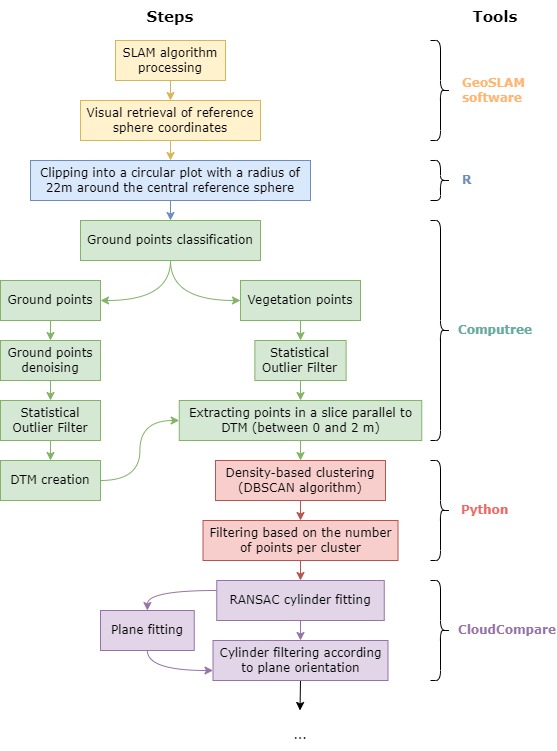 Steps
Tools
SLAM algorithm
processing
GeoSLAM
software
Visual retrieval of reference
sphere coordinates
Clipping into a circular plot with a radius of
22m around the central reference sphere
R
Ground points classification
Ground points
Vegetation points
Computree
Ground points
denoising
Statistical
Outlier Filter
Statistical
Outlier Filter
Extracting points in a slice parallel to
DTM (between 0 and 2 m)
DTM creation
Density-based clustering
(DBSCAN algorithm)
Python
Filtering based on the number
of points per cluster
RANSAC cylinder fitting
Plane fitting
CloudCompare
Cylinder filtering according
to plane orientation
...